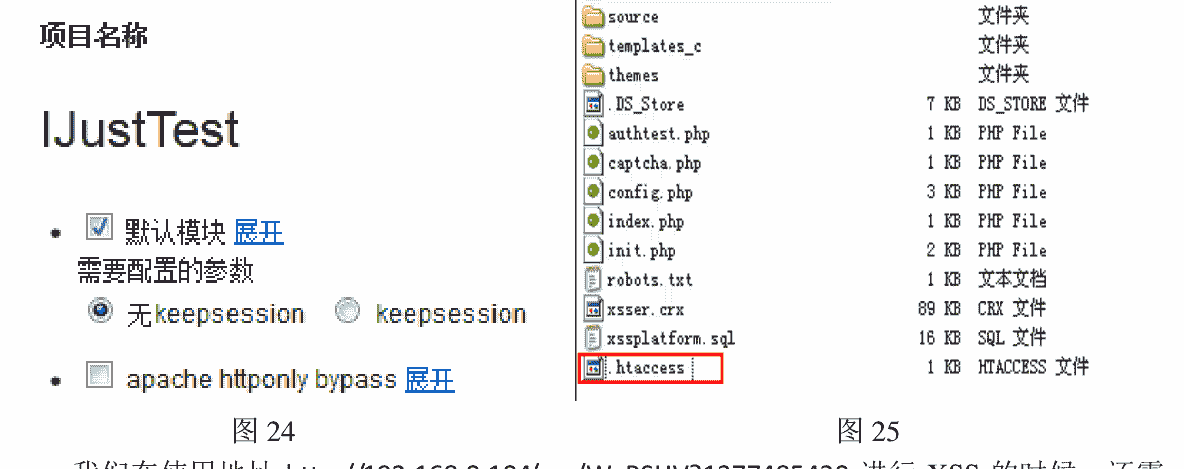 项目名称
IJustTest
默认模块 展开
需要配置的参数
无keepsession keepsession
apache httponly bypass 展开
图 24
source 文件夹
templates_c 文件夹
themes 文件夹
.DS_Store 7 KB DS_STORE 文件
authtest.php 1 KB PHP File
captcha.php 1 KB PHP File
config.php 3 KB PHP File
index.php 1 KB PHP File
init.php 2 KB PHP File
robots.txt 1 KB 文本文档
xsser.crx 89 KB CRX 文件
xssplatform.sql 16 KB SQL 文件
.htaccess 1 KB HTACCESS 文件
图 25
我们在使用地址 进行 XSS 的时候，还需